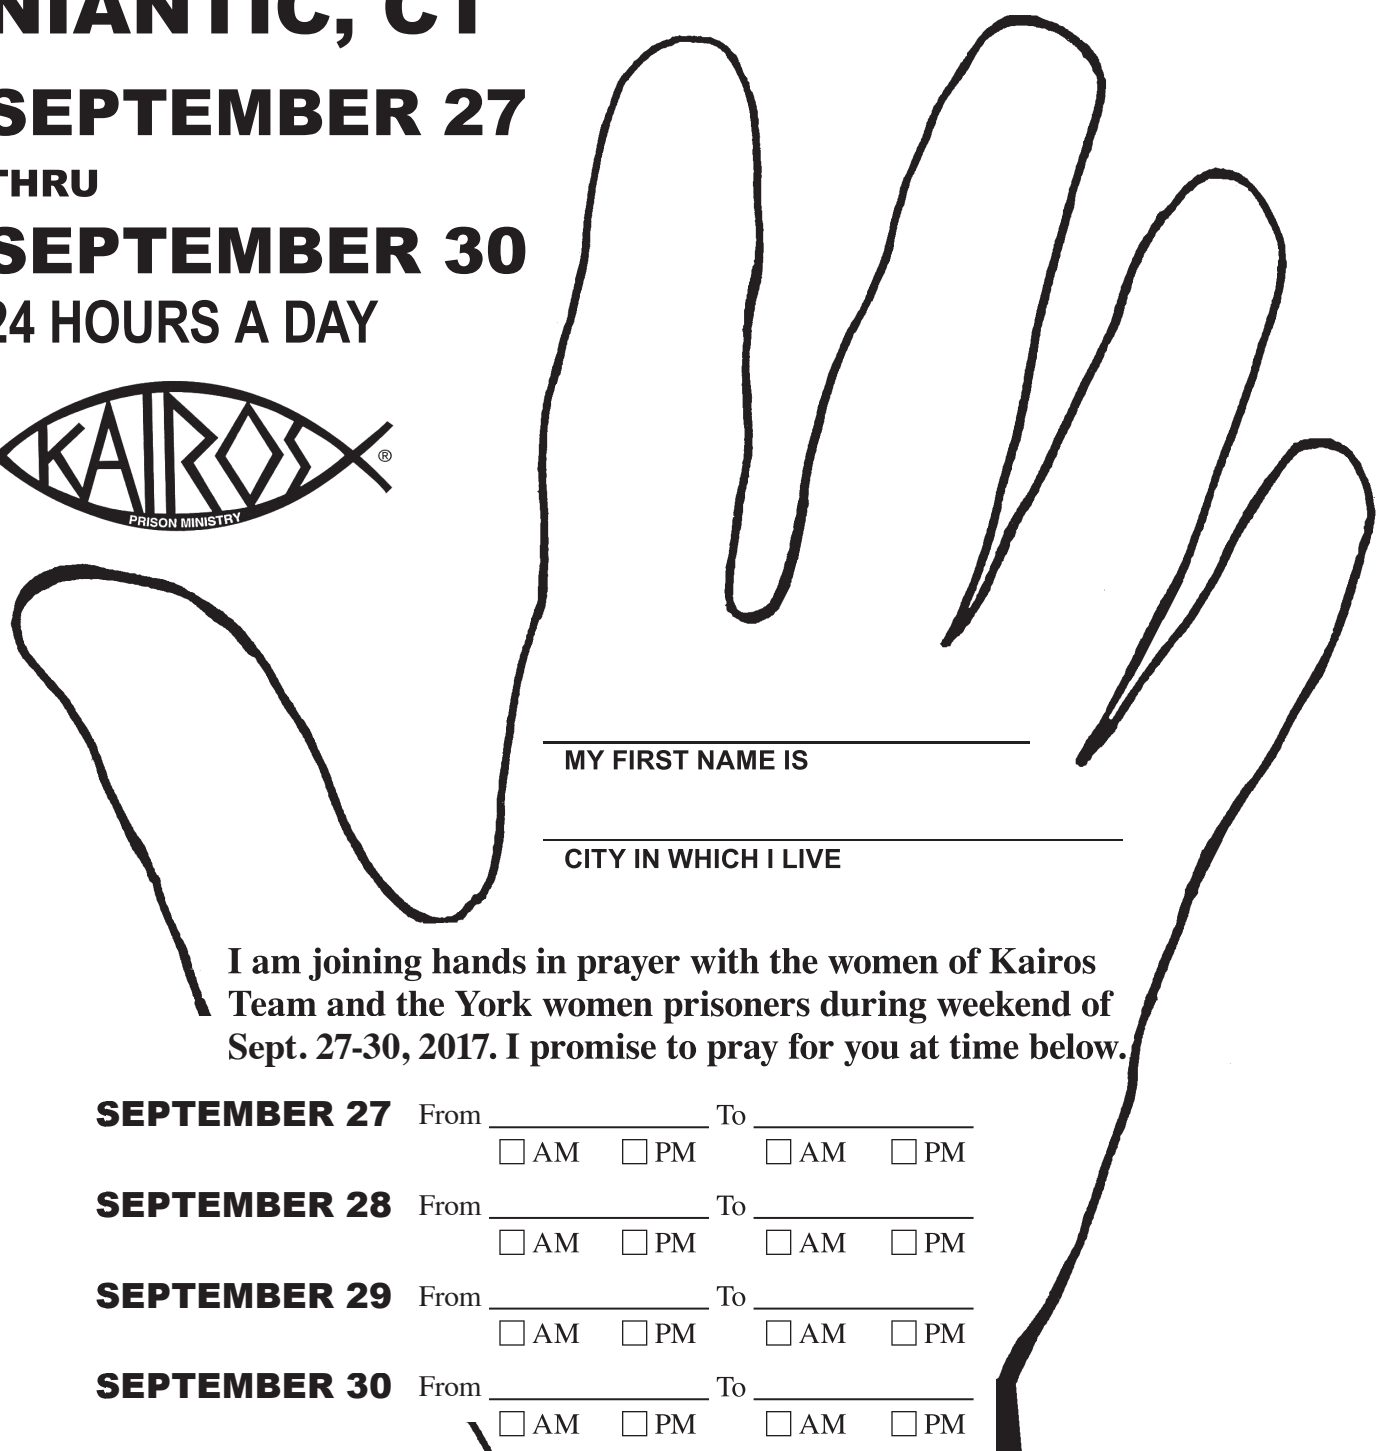 NIANTIC, CT
SEPTEMBER 27
THRU
SEPTEMBER 30
24 HOURS A DAY
KAIROS ®
PRISON MINISTRY
MY FIRST NAME IS
CITY IN WHICH I LIVE
I am joining hands in prayer with the women of Kairos
Team and the York women prisoners during weekend of
Sept. 27-30, 2017. I promise to pray for you at time below.
SEPTEMBER 27 From To
AM PM AM PM
SEPTEMBER 28 From To
AM PM AM PM
SEPTEMBER 29 From To
AM PM AM PM
SEPTEMBER 30 From To
AM PM AM PM